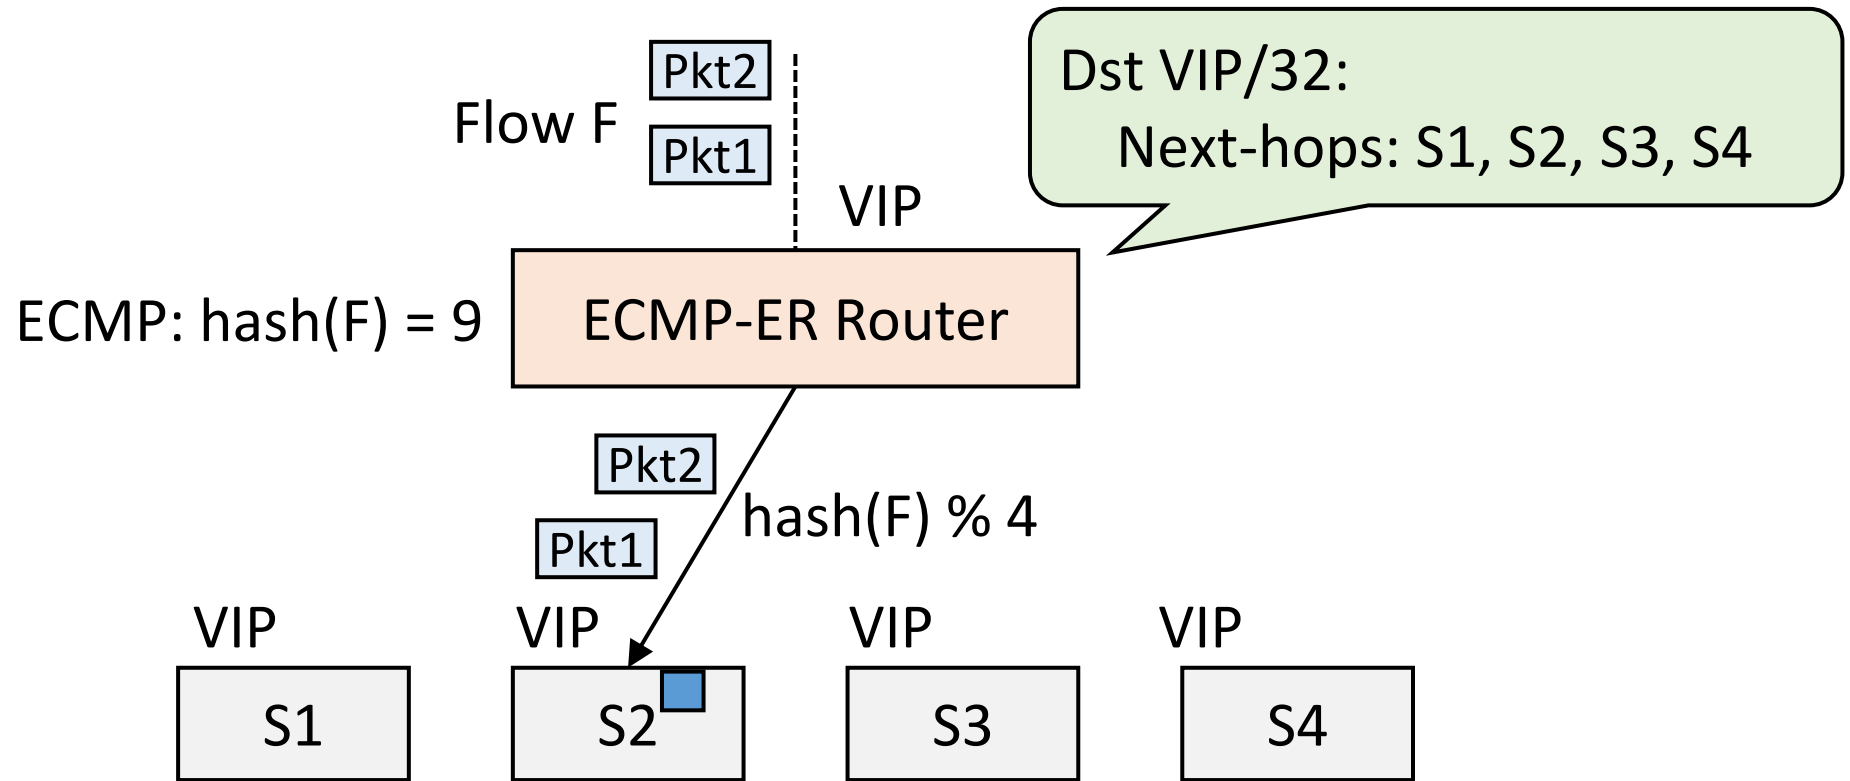 Pkt2
Flow F
Pkt1
VIP
Dst VIP/32:
Next-hops: S1, S2, S3, S4
ECMP: hash(F) = 9
ECMP-ER Router
Pkt2
hash(F) % 4
Pkt1
VIP
VIP
VIP
VIP
S1
S2
S3
S4